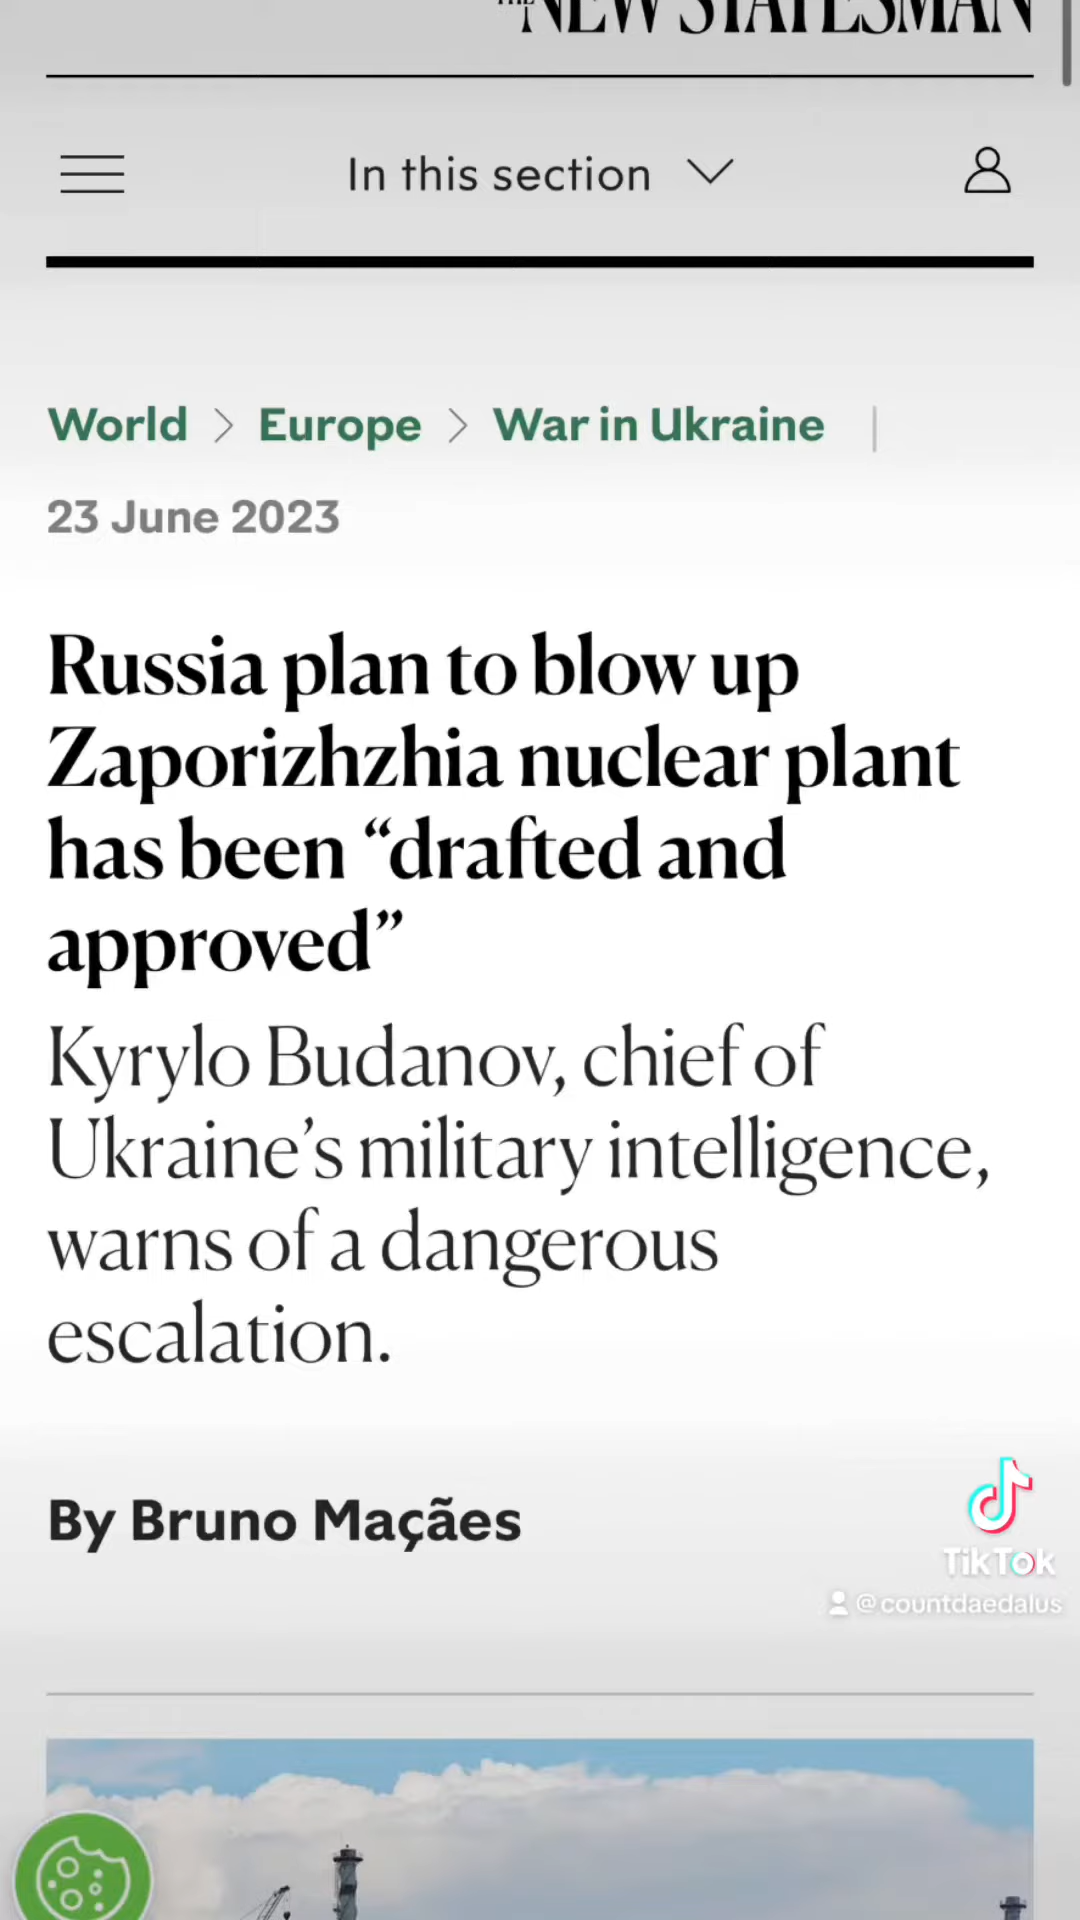 THE NEW STATESMAN
In this section
World > Europe > War in Ukraine |
23 June 2023
Russia plan to blow up
Zaporizhzhia nuclear plant
has been “drafted and
approved”
Kyrylo Budanov, chief of
Ukraine’s military intelligence,
warns of a dangerous
escalation.
By Bruno Maçães
TikTok
@countdaedalus